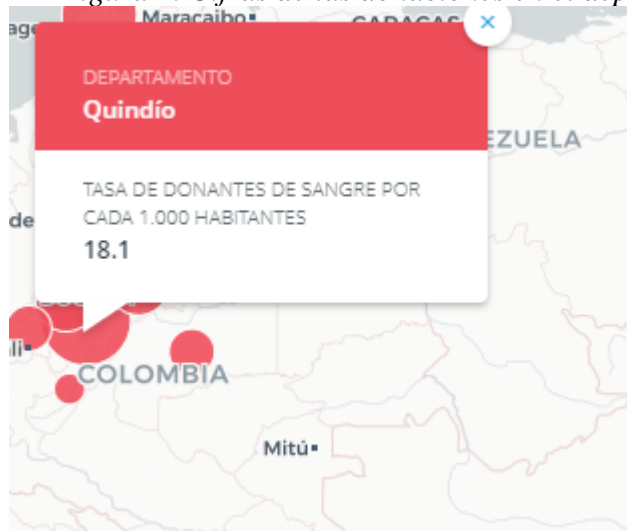 Maracaibo
CARACAS
×
DEPARTAMENTO
Quindío
EZUELA
TASA DE DONANTES DE SANGRE POR
CADA 1.000 HABITANTES
18.1
de
COLOMBIA
Mitú